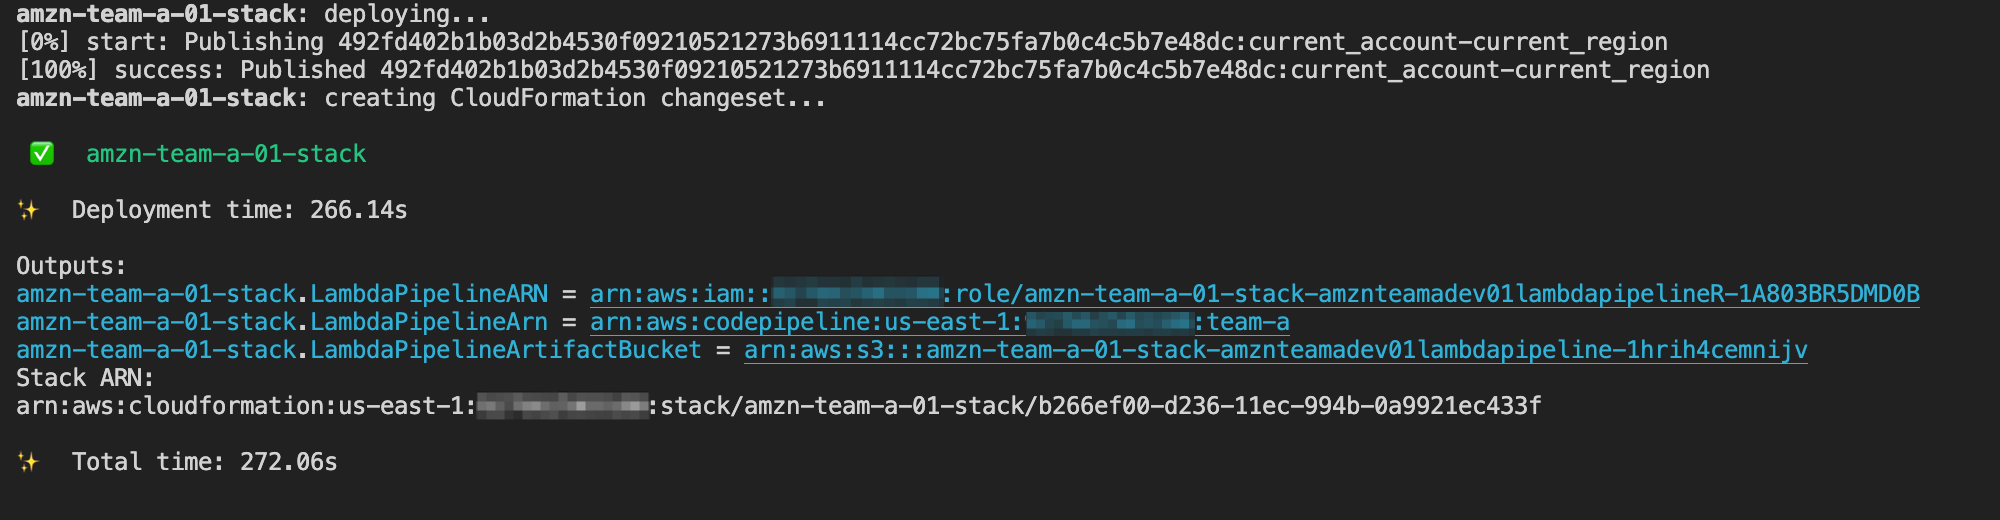 amzn-team-a-01-stack: deploying...
[0%] start: Publishing 492fd402b1b03d2b4530f09210521273b6911114cc72bc75fa7b0c4c5b7e48dc:current_account-current_region
[100%] success: Published 492fd402b1b03d2b4530f09210521273b6911114cc72bc75fa7b0c4c5b7e48dc:current_account-current_region
amzn-team-a-01-stack: creating CloudFormation changeset...
✅ amzn-team-a-01-stack
✨ Deployment time: 266.14s
Outputs:
amzn-team-a-01-stack.LambdaPipelineARN = arn:aws:iam:: :role/amzn-team-a-01-stack-amznteamadev01lambdapipelineR-1A803BR5DMD0B
amzn-team-a-01-stack.LambdaPipelineArn = arn:aws:codepipeline:us-east-1: :team-a
amzn-team-a-01-stack.LambdaPipelineArtifactBucket = arn:aws:s3:::amzn-team-a-01-stack-amznteamadev01lambdapipeline-1hrih4cemnijv
Stack ARN:
arn:aws:cloudformation:us-east-1: :stack/amzn-team-a-01-stack/b266ef00-d236-11ec-994b-0a9921ec433f
✨ Total time: 272.06s